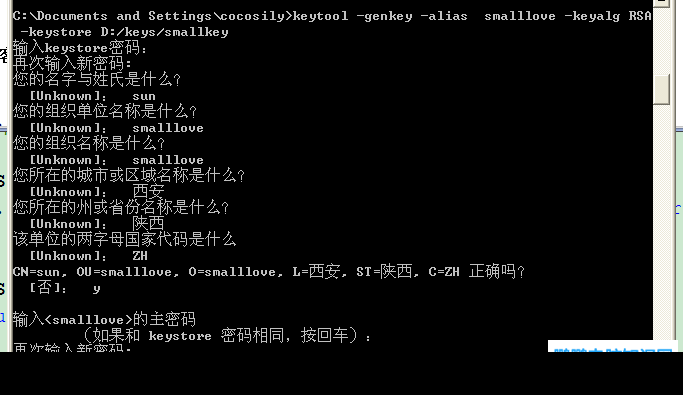 C:\Documents and Settings\cocosily>keytool -genkey -alias  smalllove -keyalg RSA
 -keystore D:/keys/smallkey
输入keystore密码：
再次输入新密码:
您的名字与姓氏是什么？
  [Unknown]：  sun
您的组织单位名称是什么？
  [Unknown]：  smalllove
您的组织名称是什么？
  [Unknown]：  smalllove
您所在的城市或区域名称是什么？
  [Unknown]：  西安
您所在的州或省份名称是什么？
  [Unknown]：  陕西
该单位的两字母国家代码是什么
  [Unknown]：  ZH
CN=sun, OU=smalllove, O=smalllove, L=西安, ST=陕西, C=ZH 正确吗？
  [否]：  y
输入<smalllove>的主密码
        （如果和 keystore 密码相同，按回车）：
再次输入新密码: